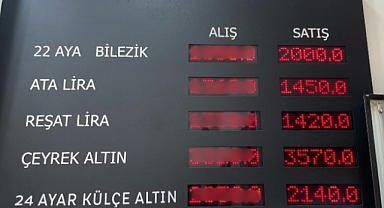 ALIŞ SATIŞ
22 AYA BİLEZİK 2000.0
ATA LİRA 1450.0
REŞAT LİRA 1420.0
ÇEYREK ALTIN 3570.0
24 AYAR KÜLÇE ALTIN 2140.0